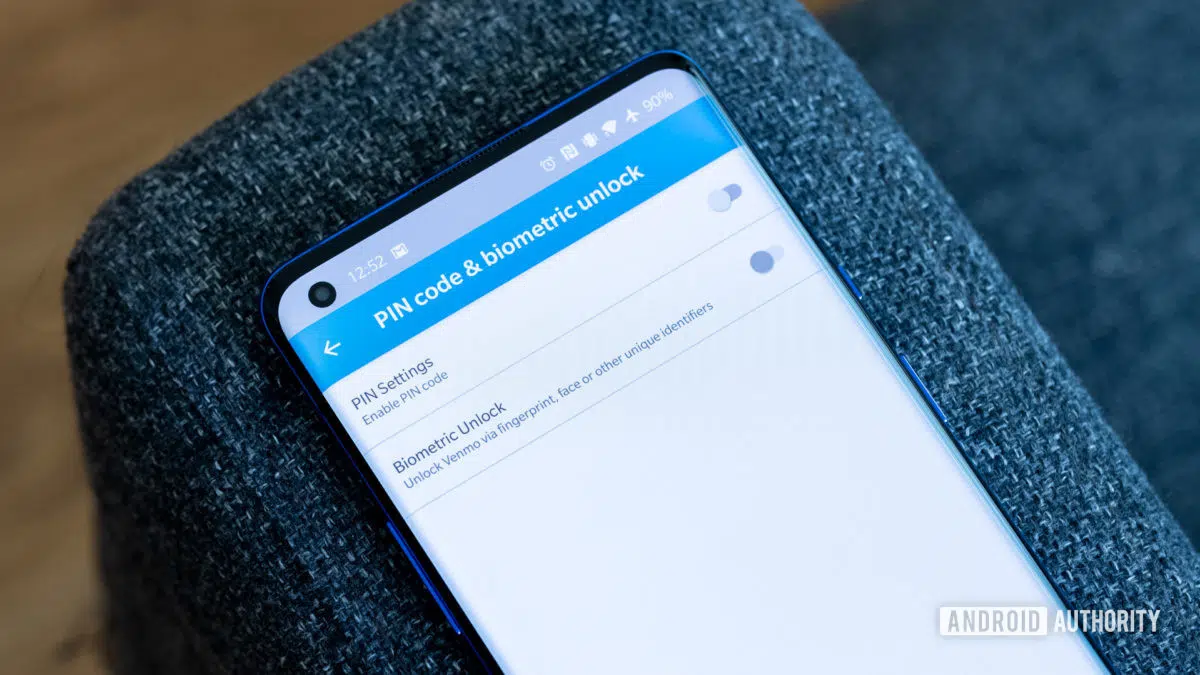 12:52
90%
PIN code & biometric unlock
PIN Settings
Enable PIN code
Biometric Unlock
Unlock Venmo via fingerprint, face or other unique identifiers
ANDROID AUTHORITY